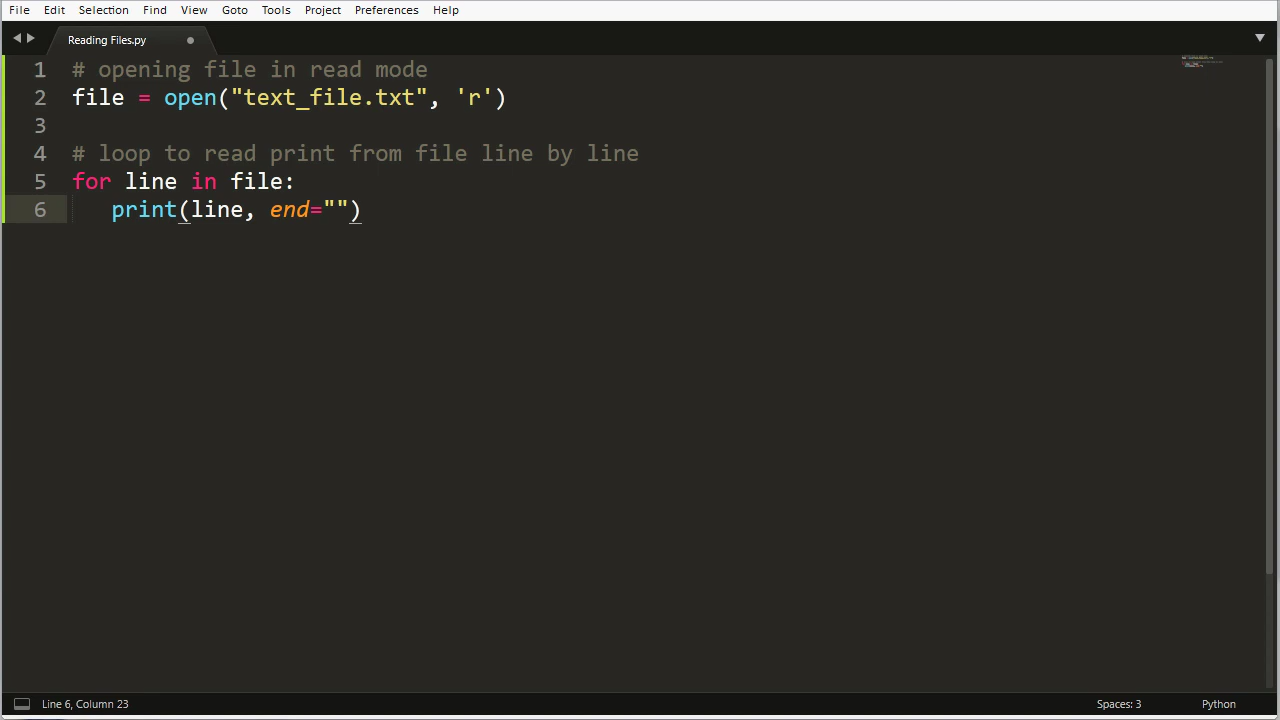 File Edit Selection Find View Goto Tools Project Preferences Help
Reading Files.py
1 # opening file in read mode
2 file = open("text_file.txt", 'r')
3
4 # loop to read print from file line by line
5 for line in file:
6    print(line, end="")
Line 6, Column 23 Spaces: 3 Python